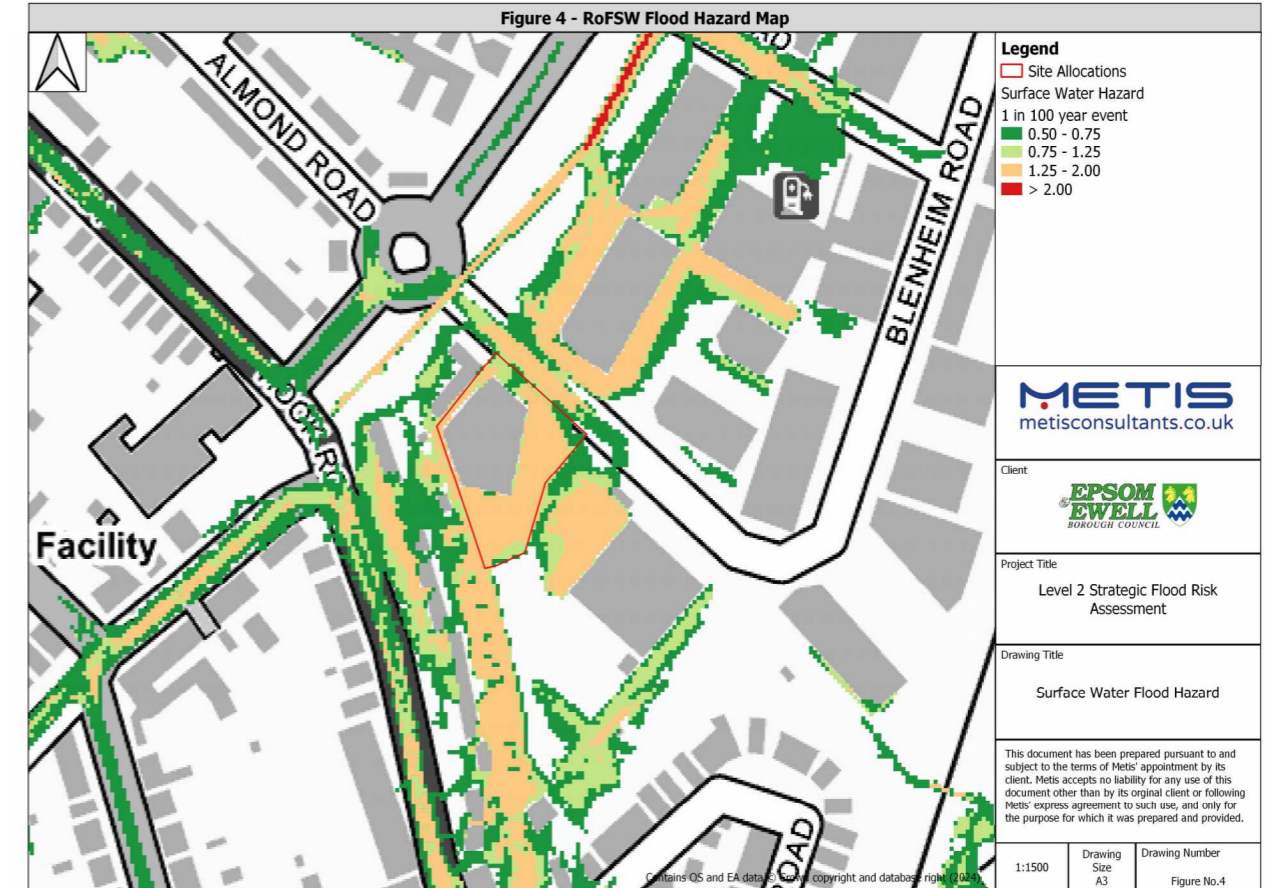 Figure 4 - RoFSW Flood Hazard Map
ALMOND ROAD
BLENHEIM ROAD
Facility
ROAD
Contains OS and EA data © Crown copyright and database right (2024)
Legend
Site Allocations
Surface Water Hazard
1 in 100 year event
0.50 - 0.75
0.75 - 1.25
1.25 - 2.00
> 2.00
METIS
metisconsultants.co.uk
Client
EPSOM
& EWELL
BOROUGH COUNCIL
Project Title
Level 2 Strategic Flood Risk
Assessment
Drawing Title
Surface Water Flood Hazard
This document has been prepared pursuant to and
subject to the terms of Metis' appointment by its
client. Metis accepts no liability for any use of this
document other than by its orginal client or following
Metis' express agreement to such use, and only for
the purpose for which it was prepared and provided.
1:1500
Drawing
Size
A3
Drawing Number
Figure No.4